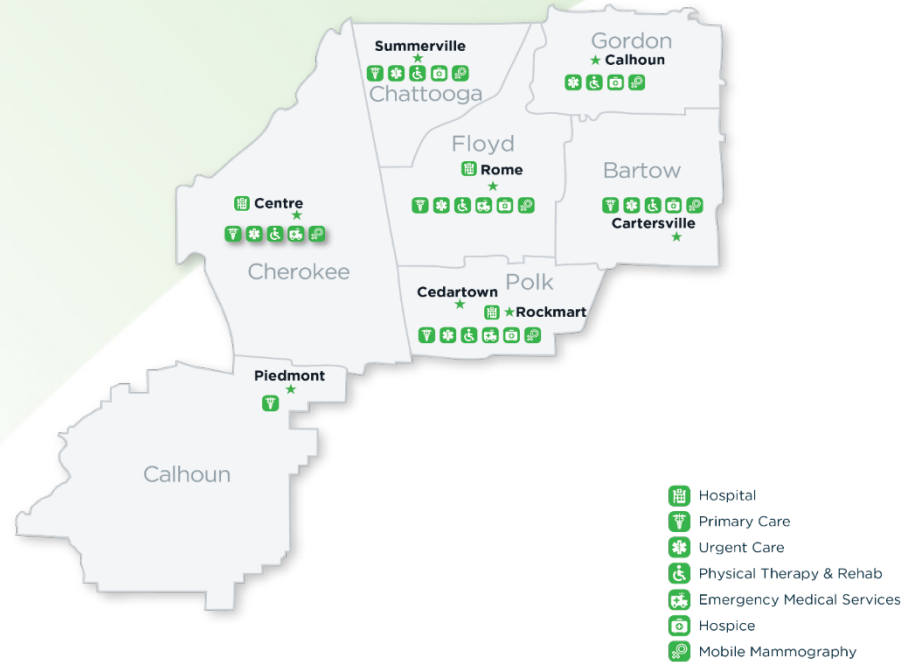 Summerville
Chattooga
Gordon
Calhoun
Floyd
Rome
Bartow
Cartersville
Centre
Cherokee
Polk
Cedartown
Rockmart
Piedmont
Calhoun
Hospital
Primary Care
Urgent Care
Physical Therapy & Rehab
Emergency Medical Services
Hospice
Mobile Mammography